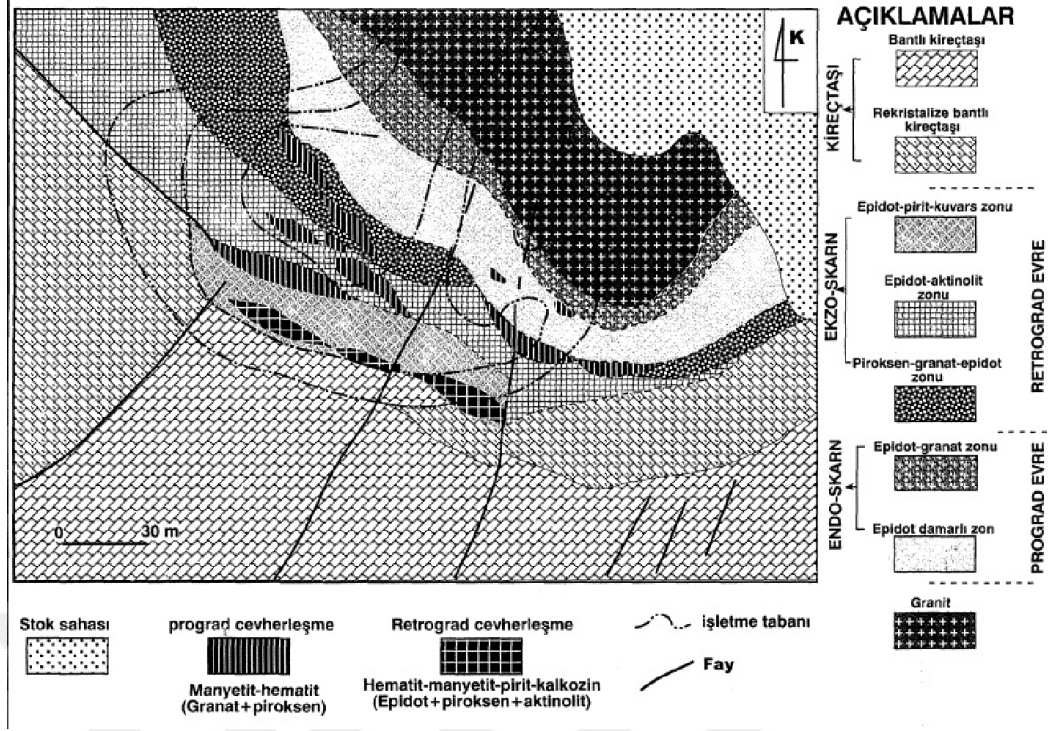 K
0 30 m
AÇIKLAMALAR
Bantlı kireçtaşı
KİREÇTAŞI
Rekristalize bantlı
kireçtaşı
Epidot-pirit-kuvars zonu
EKZO-SKARN
Epidot-aktinolit
zonu
RETROGRAD EVRE
Piroksen-granat-epidot
zonu
Epidot-granat zonu
ENDO-SKARN
PROGRAD EVRE
Epidot damarlı zon
Granit
Stok sahası
prograd cevherleşme
Manyetit-hematit
(Granat+piroksen)
Retrograd cevherleşme
Hematit-manyetit-pirit-kalkozin
(Epidot+piroksen+aktinolit)
işletme tabanı
Fay